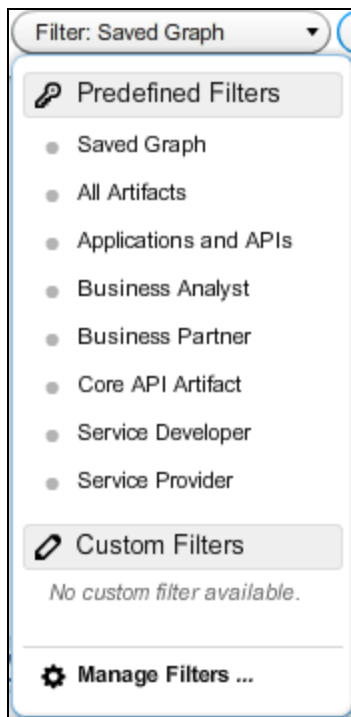 Filter: Saved Graph
Predefined Filters
Saved Graph
All Artifacts
Applications and APIs
Business Analyst
Business Partner
Core API Artifact
Service Developer
Service Provider
Custom Filters
No custom filter available.
Manage Filters ...